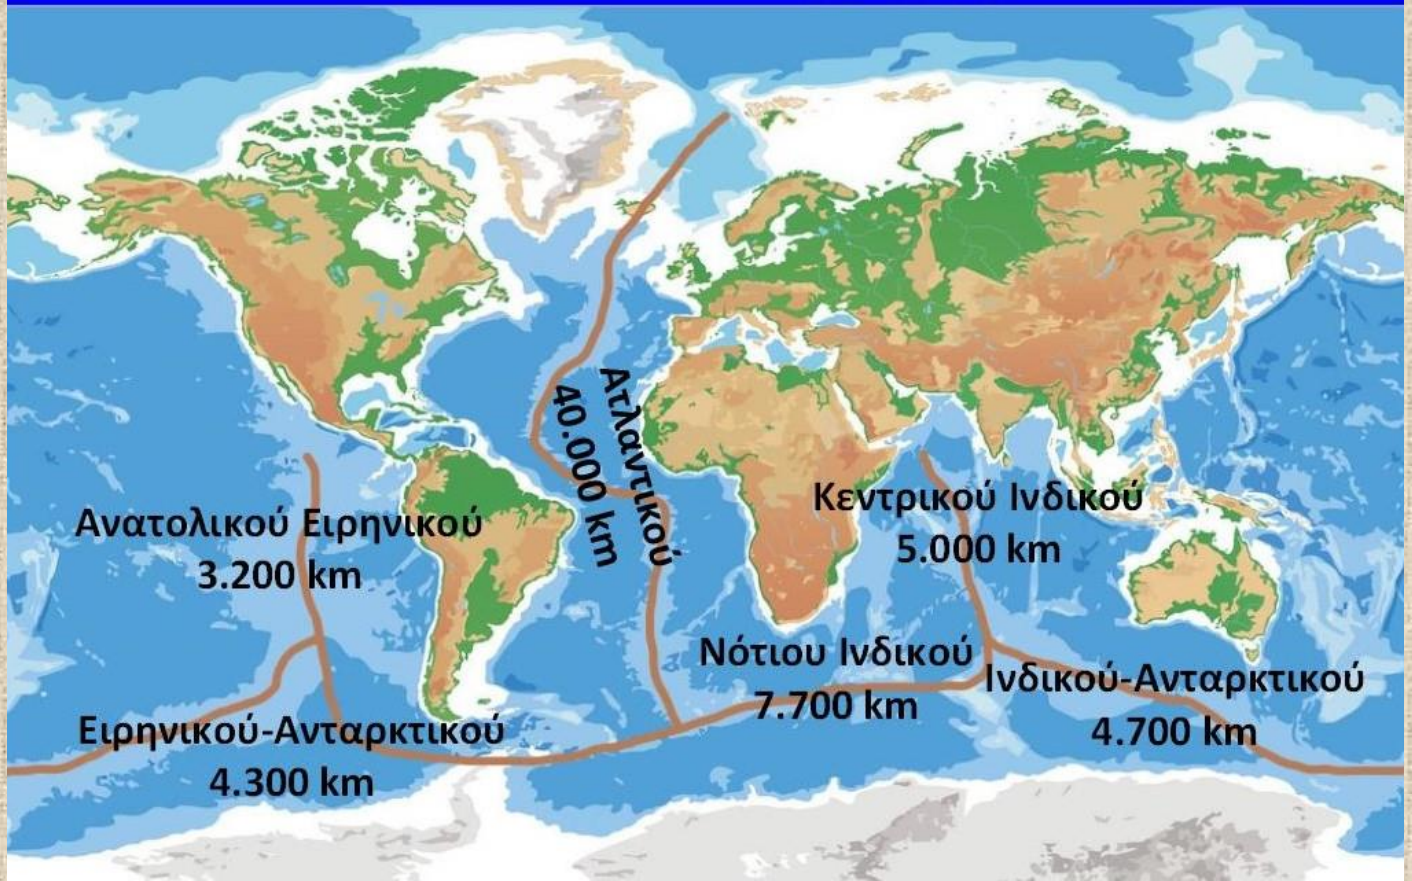 Ατλαντικού
40.000 km
Ανατολικού Ειρηνικού
3.200 km
Κεντρικού Ινδικού
5.000 km
Νότιου Ινδικού
7.700 km
Ινδικού-Ανταρκτικού
4.700 km
Ειρηνικού-Ανταρκτικού
4.300 km